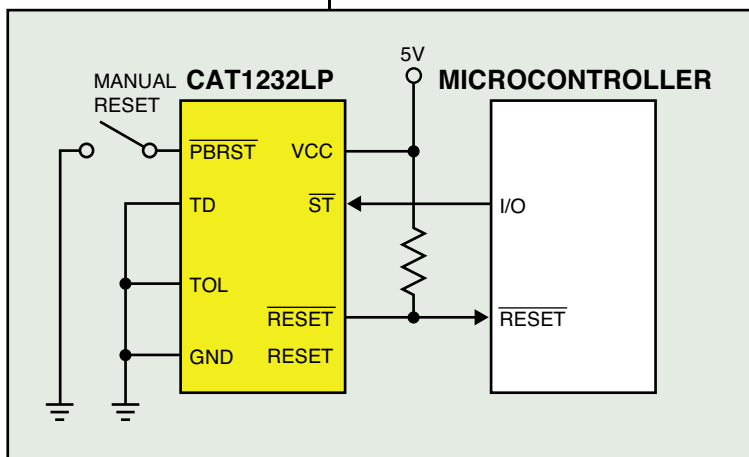 5V
MANUAL
RESET
CAT1232LP
MICROCONTROLLER
PBRST
VCC
TD
ST
I/O
TOL
RESET
RESET
GND
RESET